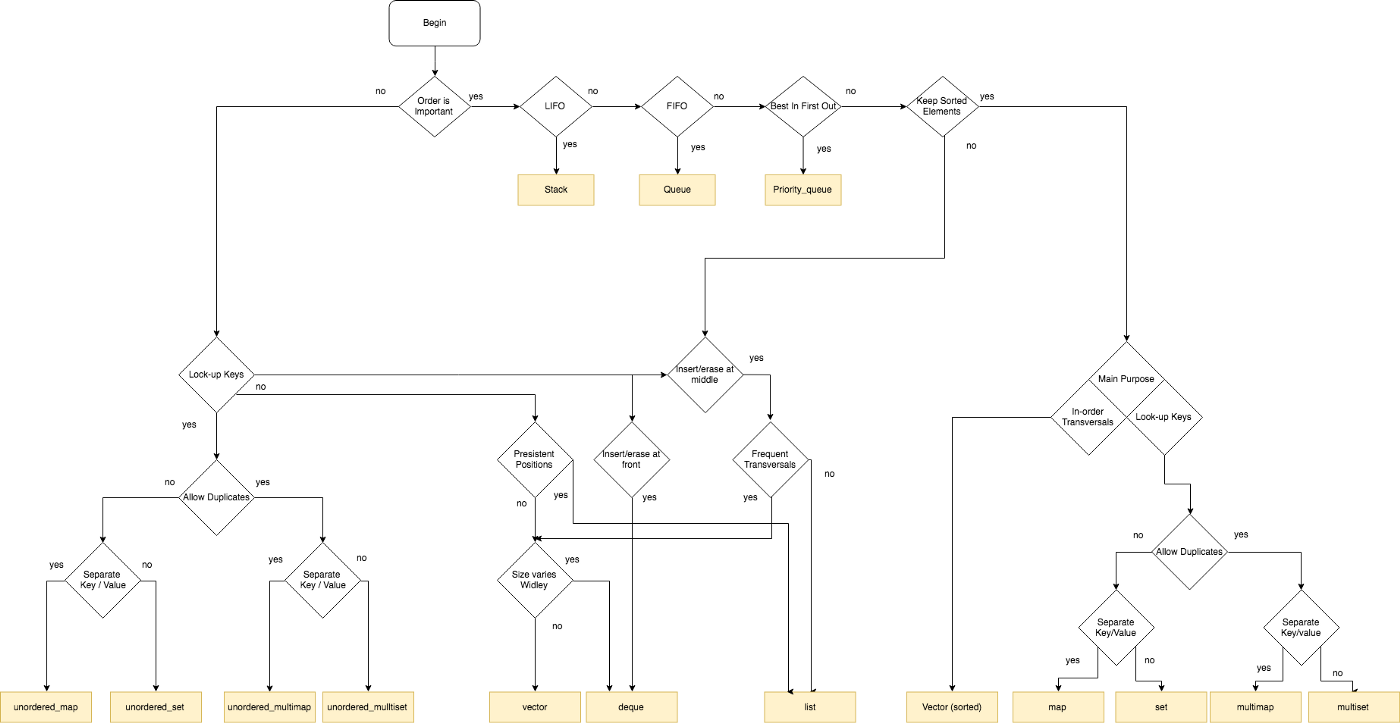 Begin
no
Order is
Important
yes
LIFO
no
FIFO
no
Best In First Out
no
Keep Sorted
Elements
yes
yes
yes
yes
no
Stack
Queue
Priority_queue
Lock-up Keys
no
yes
Insert/erase at
middle
yes
Main Purpose
In-order
Transversals
Look-up Keys
Presistent
Positions
Insert/erase at
front
Frequent
Transversals
no
no
yes
yes
yes
no
Allow Duplicates
yes
no
Allow Duplicates
yes
yes
Separate
Key / Value
no
yes
Separate
Key / Value
no
Size varies
Widley
yes
no
Separate
Key/Value
yes
no
Separate
Key/value
yes
no
unordered_map
unordered_set
unordered_multimap
unordered_mulltiset
vector
deque
list
Vector (sorted)
map
set
multimap
multiset